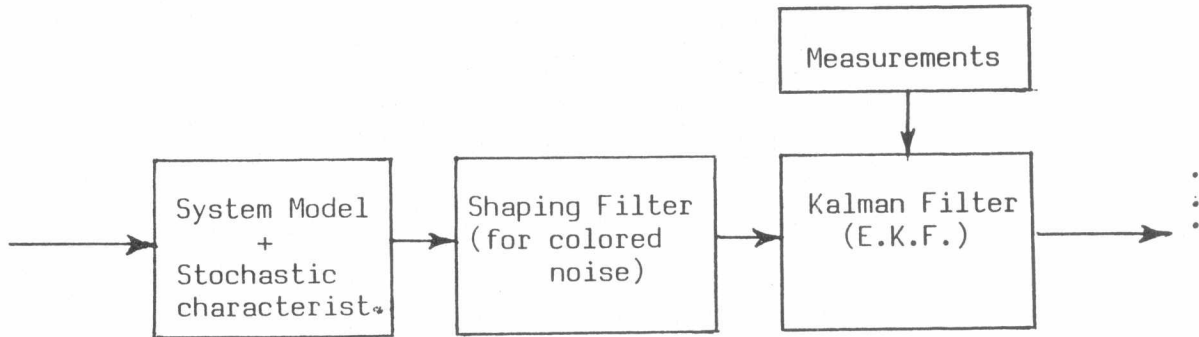 Measurements
System Model
+
Stochastic
characterist.
Shaping Filter
(for colored
noise)
Kalman Filter
(E.K.F.)